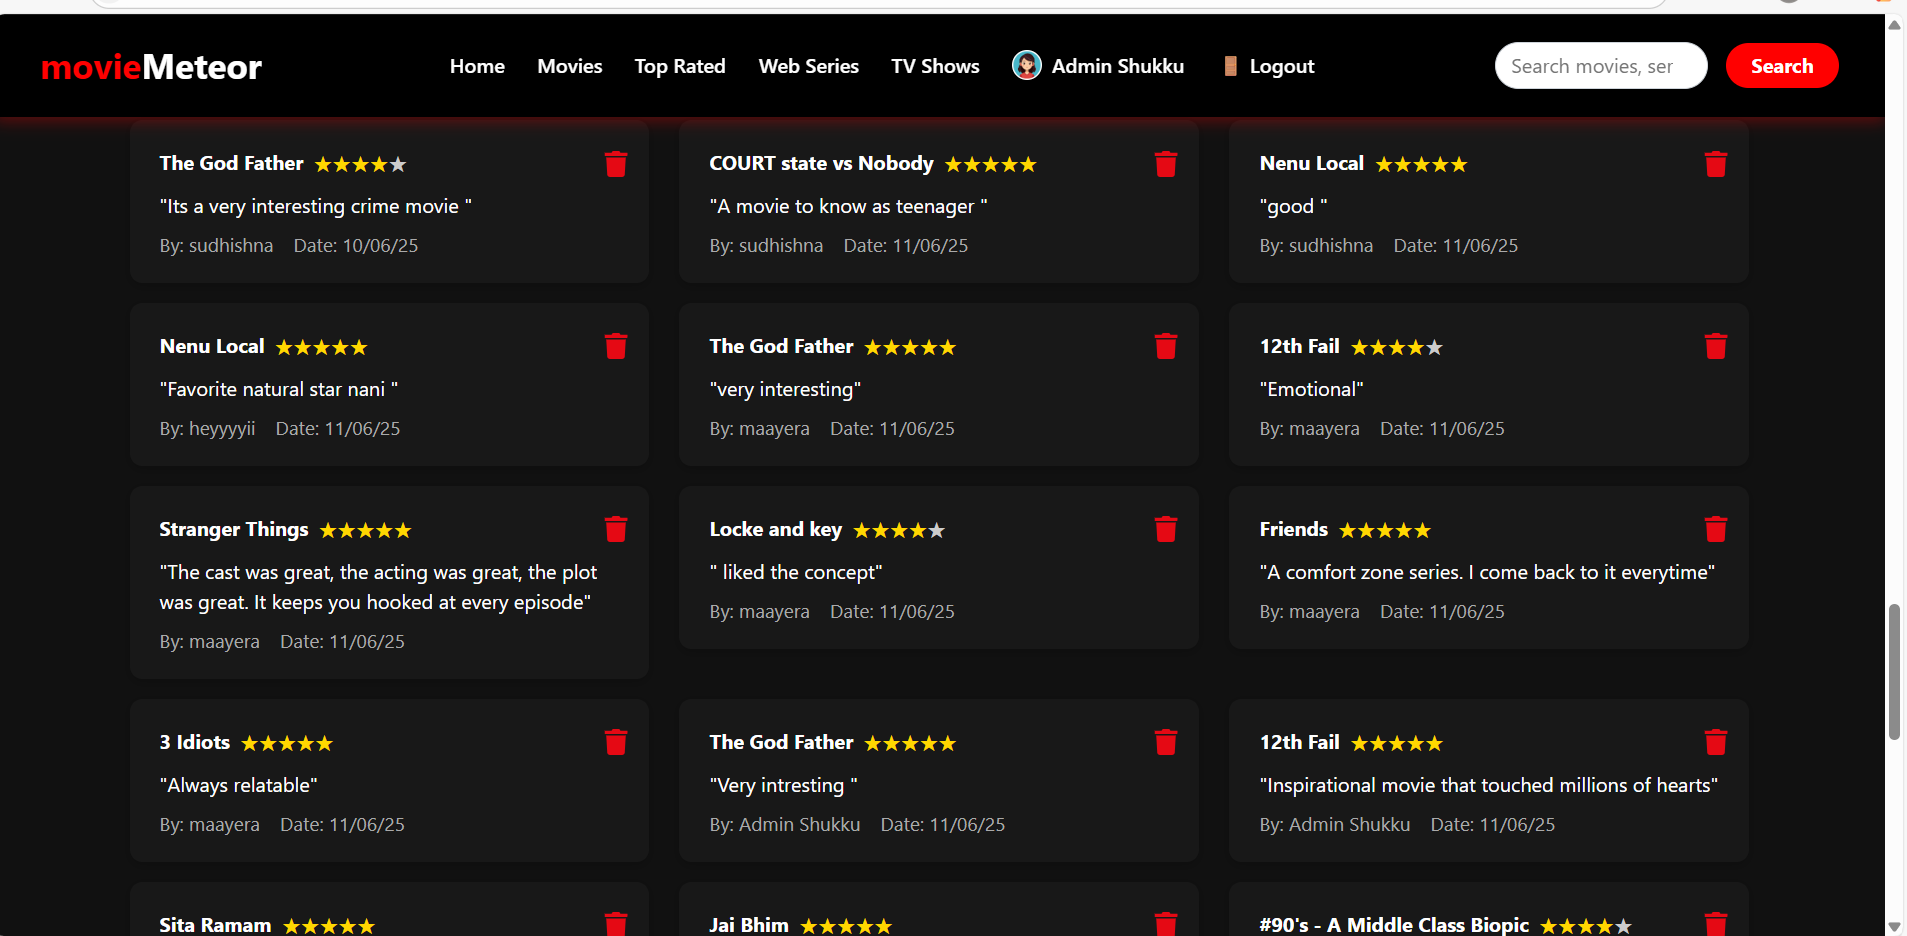 movieMeteor
Home Movies Top Rated Web Series TV Shows Admin Shukku Logout
Search movies, ser
Search
The God Father ★★★★★
"Its a very interesting crime movie "
By: sudhishna Date: 10/06/25
COURT state vs Nobody ★★★★★
"A movie to know as teenager "
By: sudhishna Date: 11/06/25
Nenu Local ★★★★★
"good "
By: sudhishna Date: 11/06/25
Nenu Local ★★★★★
"Favorite natural star nani "
By: heyyyyii Date: 11/06/25
The God Father ★★★★★
"very interesting"
By: maayera Date: 11/06/25
12th Fail ★★★★★
"Emotional"
By: maayera Date: 11/06/25
Stranger Things ★★★★★
"The cast was great, the acting was great, the plot
was great. It keeps you hooked at every episode"
By: maayera Date: 11/06/25
Locke and key ★★★★★
" liked the concept"
By: maayera Date: 11/06/25
Friends ★★★★★
"A comfort zone series. I come back to it everytime"
By: maayera Date: 11/06/25
3 Idiots ★★★★★
"Always relatable"
By: maayera Date: 11/06/25
The God Father ★★★★★
"Very intresting "
By: Admin Shukku Date: 11/06/25
12th Fail ★★★★★
"Inspirational movie that touched millions of hearts"
By: Admin Shukku Date: 11/06/25
Sita Ramam ★★★★★
Jai Bhim ★★★★★
#90's - A Middle Class Biopic ★★★★★